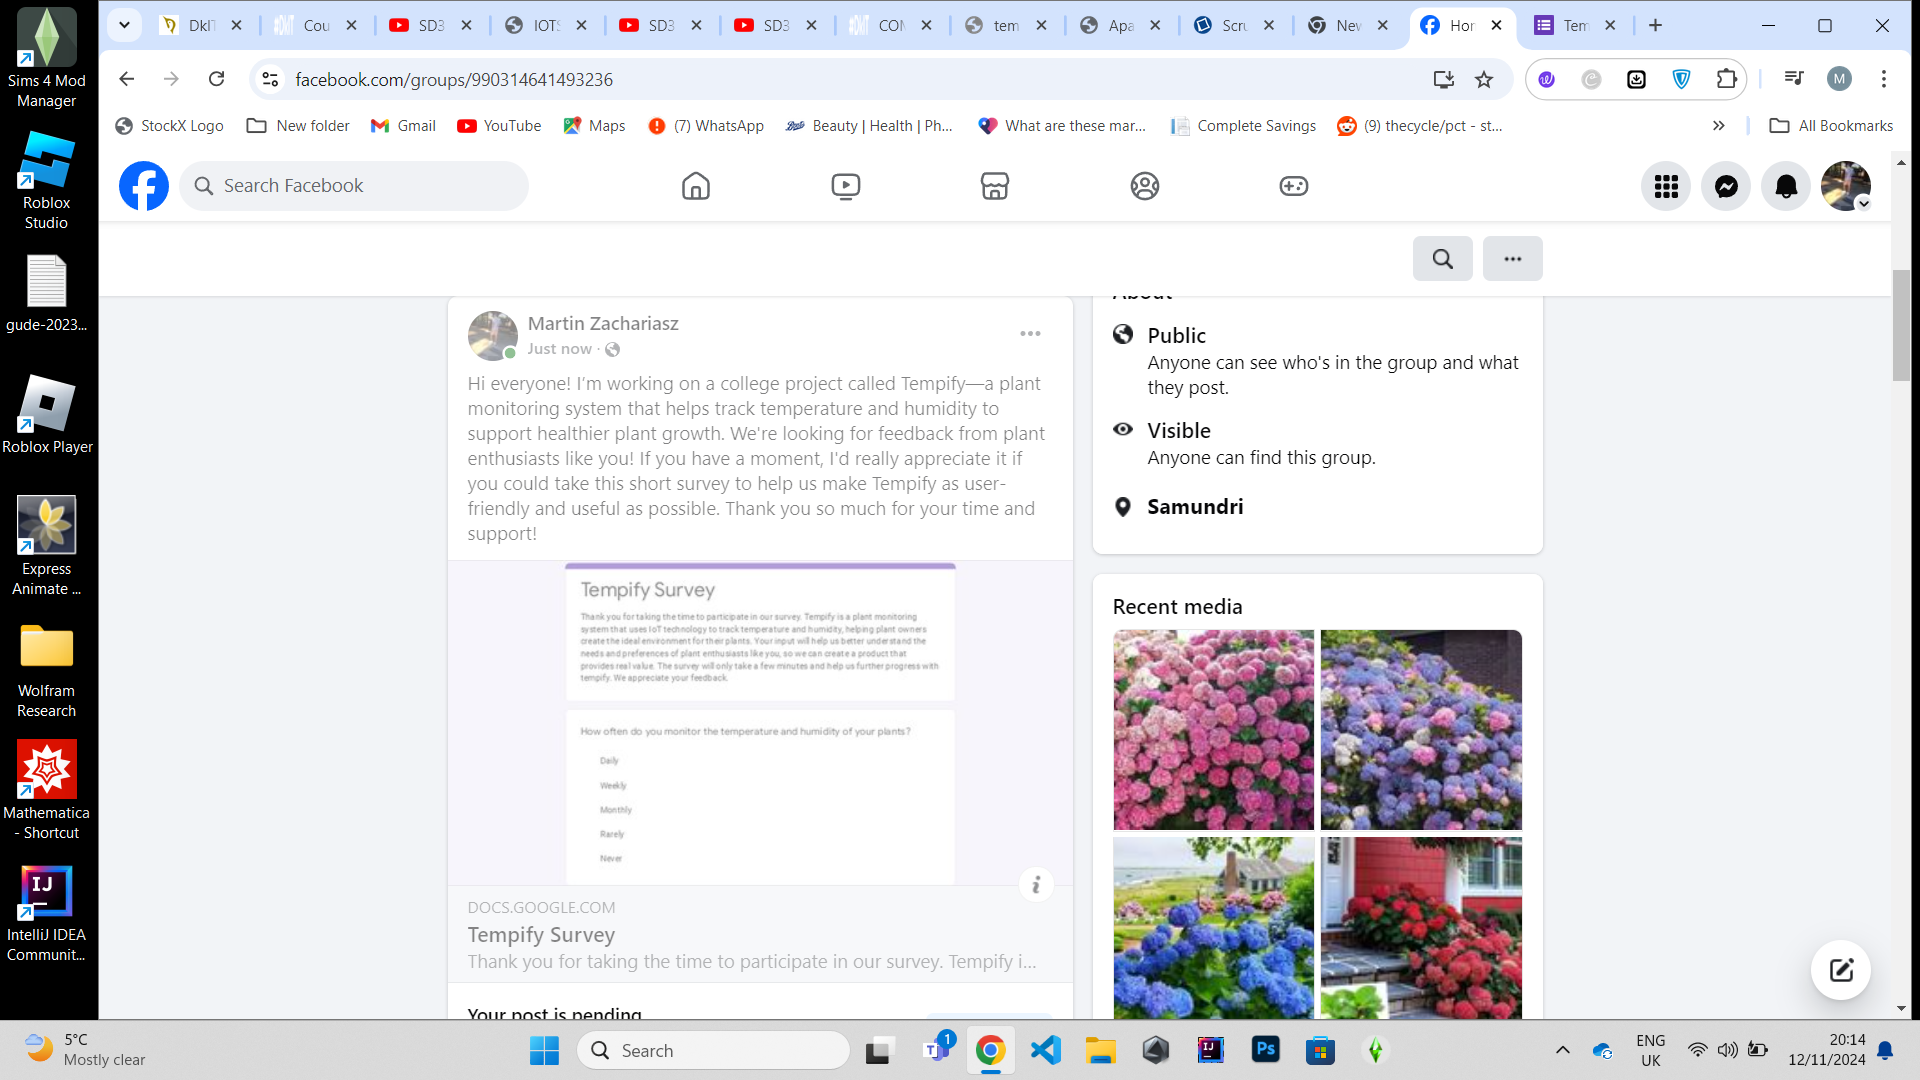 DkIT
Cou
SD3
IOTS
SD3
SD3
CON
tem
Apa
Scru
New
Hom
Tem
facebook.com/groups/990314641493236
M
StockX Logo
New folder
Gmail
YouTube
Maps
(7) WhatsApp
Beauty | Health | Ph...
What are these mar...
Complete Savings
(9) thecycle/pct - st...
All Bookmarks
Search Facebook
Sims 4 Mod
Manager
Roblox
Studio
gude-2023...
Roblox Player
Express
Animate ...
Wolfram
Research
Mathematica
- Shortcut
IntelliJ IDEA
Communit...
Martin Zachariasz
Just now ·
Hi everyone! I'm working on a college project called Tempify—a plant
monitoring system that helps track temperature and humidity to
support healthier plant growth. We're looking for feedback from plant
enthusiasts like you! If you have a moment, I'd really appreciate it if
you could take this short survey to help us make Tempify as user-
friendly and useful as possible. Thank you so much for your time and
support!
Tempify Survey
Thank you for taking the time to participate in our survey. Tempify is a plant monitoring
system that uses IoT technology to track temperature and humidity, helping plant owners
create the ideal environment for their plants. Your input will help us better understand the
needs and preferences of plant enthusiasts like you, so we can create a product that
provides real value. The survey will only take a few minutes and help us further progress with
tempify. We appreciate your feedback.
How often do you monitor the temperature and humidity of your plants?
Daily
Weekly
Monthly
Rarely
Never
DOCS.GOOGLE.COM
Tempify Survey
Thank you for taking the time to participate in our survey. Tempify i...
Your post is pending
About
Public
Anyone can see who's in the group and what
they post.
Visible
Anyone can find this group.
Samundri
Recent media
5°C
Mostly clear
Search
1
ENG
UK
20:14
12/11/2024